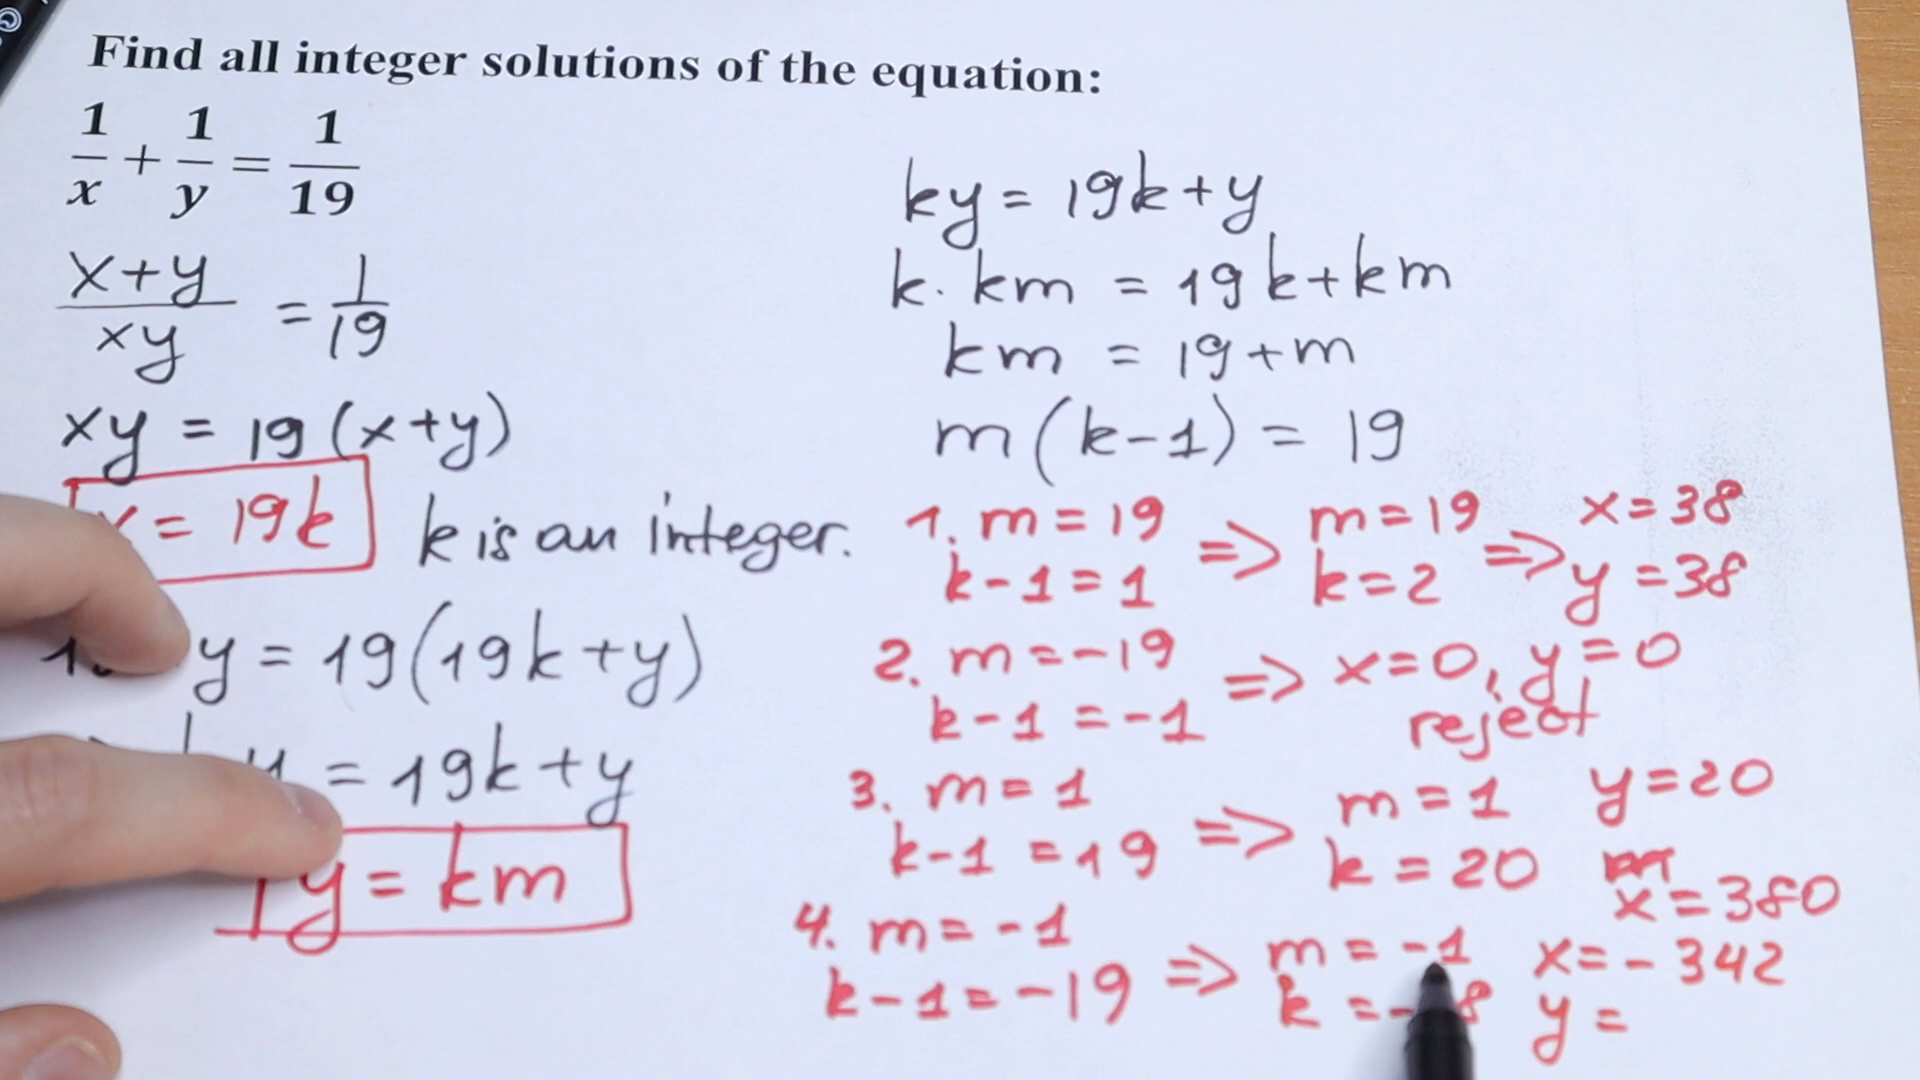 Find all integer solutions of the equation:
1/x + 1/y = 1/19
x+y/xy = 1/19
xy = 19(x+y)
= 19k k is an integer.
y = 19(19k+y)
= 19k+y
y = km
ky = 19k+y
k·km = 19k+km
km = 19+m
m(k-1) = 19
1. m=19 k-1=1 => m=19 k=2 => x=38 y=38
2. m=-19 k-1=-1 => x=0, y=0 reject
3. m=1 k-1=19 => m=1 k=20 y=20 x=380
4. m=-1 k-1=-19 => m=-1 k=- 8 x=-342 y=